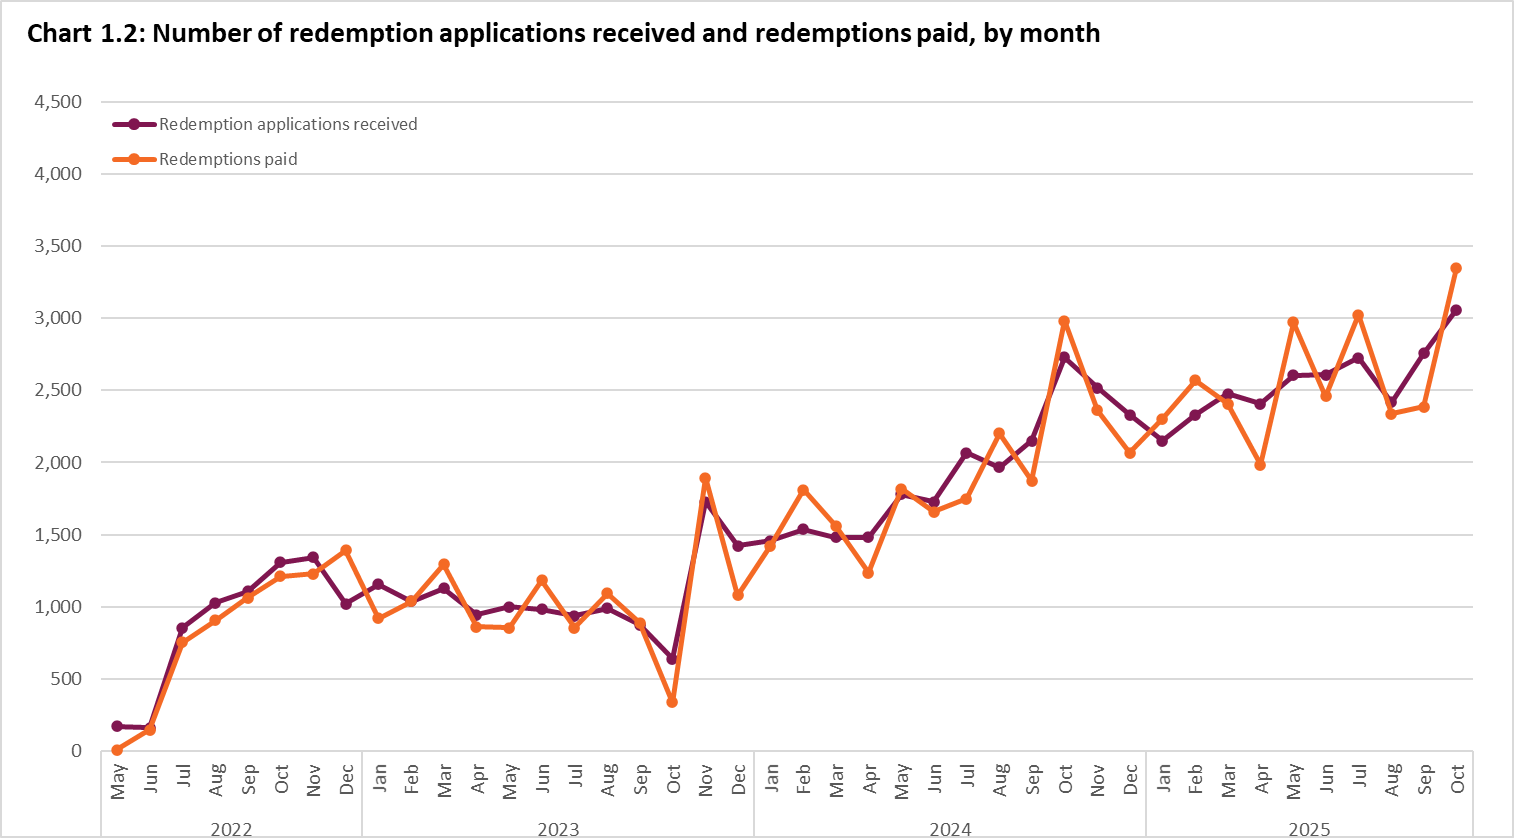 Chart 1.2: Number of redemption applications received and redemptions paid, by month
4,500
4,000
3,500
3,000
2,500
2,000
1,500
1,000
500
0
Redemption applications received
Redemptions paid
May Jun Jul Aug Sep Oct Nov Dec Jan Feb Mar Apr May Jun Jul Aug Sep Oct Nov Dec Jan Feb Mar Apr May Jun Jul Aug Sep Oct Nov Dec Jan Feb Mar Apr May Jun Jul Aug Sep Oct
2022 2023 2024 2025